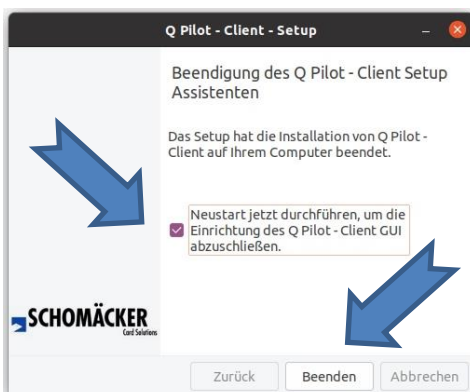 Q Pilot - Client - Setup
Beendigung des Q Pilot - Client Setup
Assistenten
Das Setup hat die Installation von Q Pilot -
Client auf Ihrem Computer beendet.
Neustart jetzt durchführen, um die
Einrichtung des Q Pilot - Client GUI
abzuschließen.
SCHOMÄCKER
Card Solutions
Zurück Beenden Abbrechen